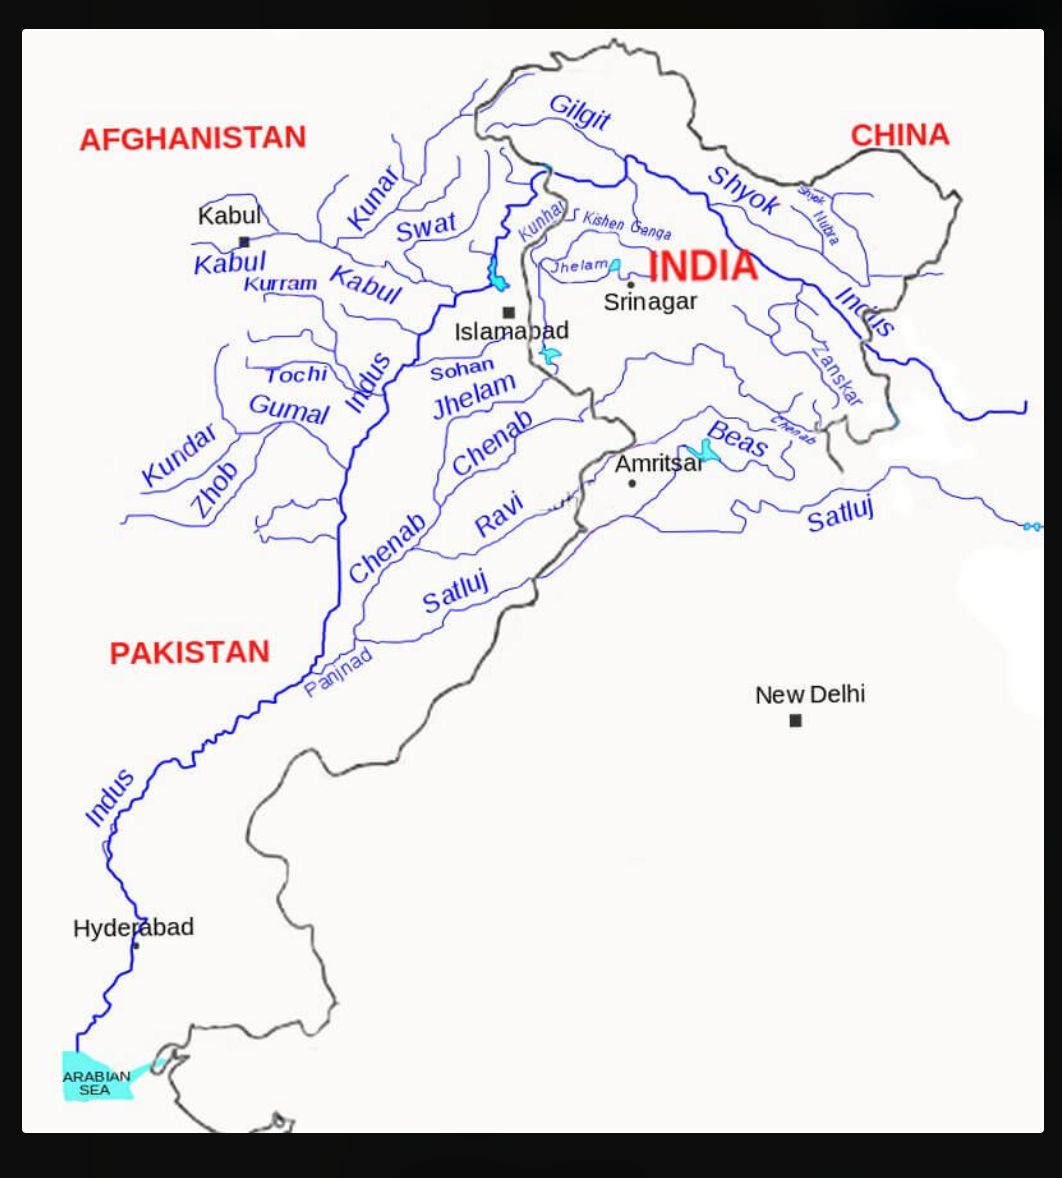 Gilgit
AFGHANISTAN
CHINA
Shyok
Shyok
Kunar
Nubra
Kabul
Swat
Kunhar
Kishen Ganga
Kabul
Jhelam
INDIA
Kurram
Kabul
Srinagar
Indus
Islamabad
Sohan
Zanskar
Tochi
Indus
Jhelam
Gumal
Chenab
Chenab
Beas
Kundar
Amritsar
Zhob
Ravi
Satluj
Chenab
Satluj
PAKISTAN
Panjnad
New Delhi
Indus
Hyderabad
ARABIAN
SEA